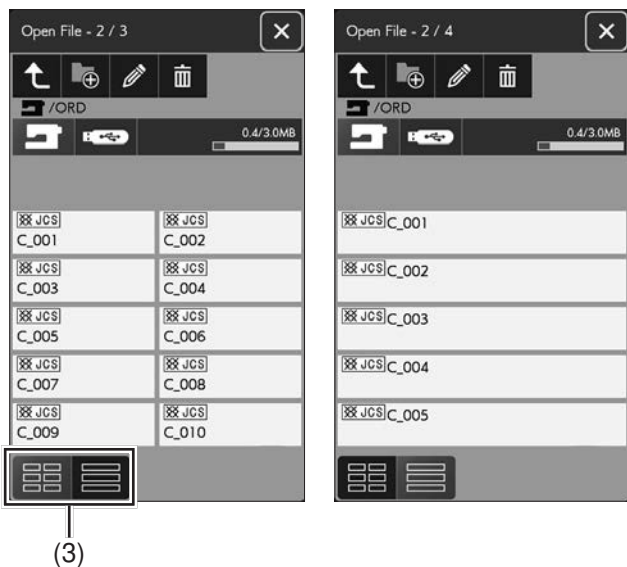 Open File - 2 / 3
/ORD
0.4/3.0MB
JCS
C_001
JCS
C_002
JCS
C_003
JCS
C_004
JCS
C_005
JCS
C_006
JCS
C_007
JCS
C_008
JCS
C_009
JCS
C_010
(3)
Open File - 2 / 4
/ORD
0.4/3.0MB
JCS C_001
JCS C_002
JCS C_003
JCS C_004
JCS C_005